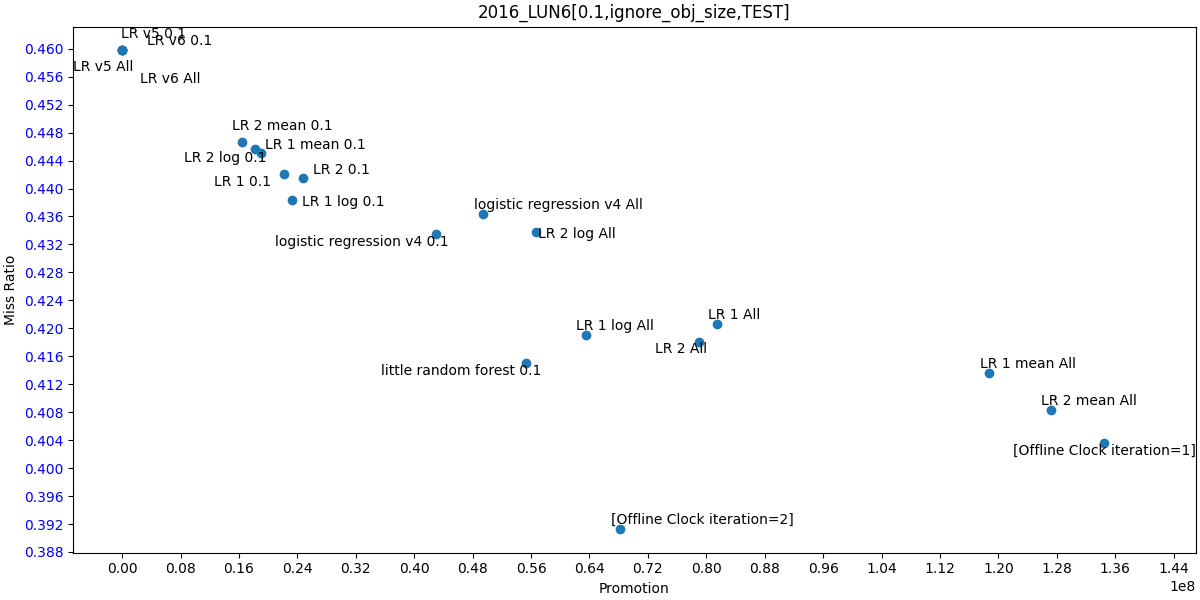 2016_LUN6[0.1,ignore_obj_size,TEST]
LR v5 0.1
LR v6 0.1
LR v5 All
LR v6 All
LR 2 mean 0.1
LR 1 mean 0.1
LR 2 log 0.1
LR 2 0.1
LR 1 0.1
LR 1 log 0.1
logistic regression v4 All
LR 2 log All
logistic regression v4 0.1
LR 1 All
LR 1 log All
LR 2 All
LR 1 mean All
little random forest 0.1
LR 2 mean All
[Offline Clock iteration=1]
[Offline Clock iteration=2]
Miss Ratio
0.460
0.456
0.452
0.448
0.444
0.440
0.436
0.432
0.428
0.424
0.420
0.416
0.412
0.408
0.404
0.400
0.396
0.392
0.388
0.00 0.08 0.16 0.24 0.32 0.40 0.48 0.56 0.64 0.72 0.80 0.88 0.96 1.04 1.12 1.20 1.28 1.36 1.44
1e8
Promotion